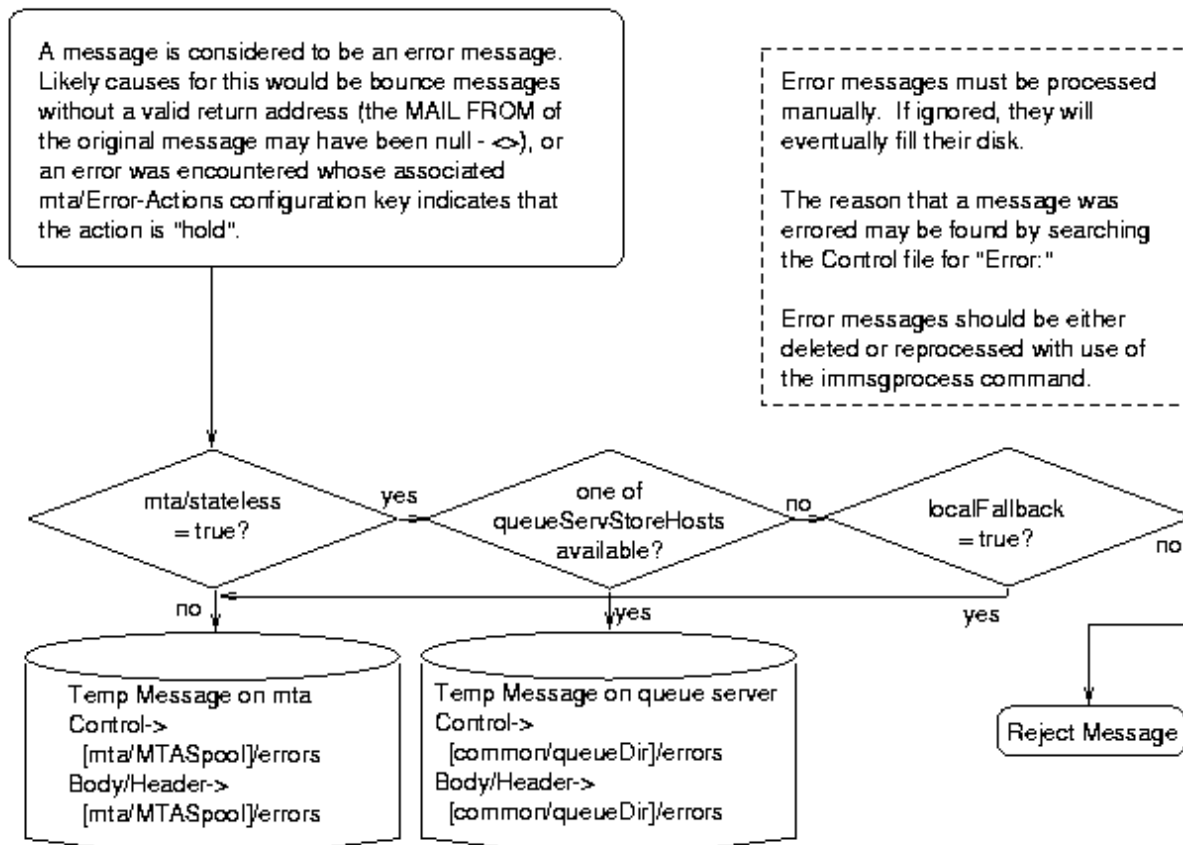 A message is considered to be an error message.
Likely causes for this would be bounce messages
without a valid return address (the MAIL FROM of
the original message may have been null - <>), or
an error was encountered whose associated
mta/Error-Actions configuration key indicates that
the action is "hold".
Error messages must be processed
manually.  If ignored, they will
eventually fill their disk.
The reason that a message was
errored may be found by searching
the Control file for "Error:"
Error messages should be either
deleted or reprocessed with use of
the immsgprocess command.
mta/stateless
= true?
yes
one of
queueServStoreHosts
available?
no
localFallback
= true?
no
no
yes
yes
Temp Message on mta
Control->
[mta/MTASpool]/errors
Body/Header->
[mta/MTASpool]/errors
Temp Message on queue server
Control->
[common/queueDir]/errors
Body/Header->
[common/queueDir]/errors
Reject Message